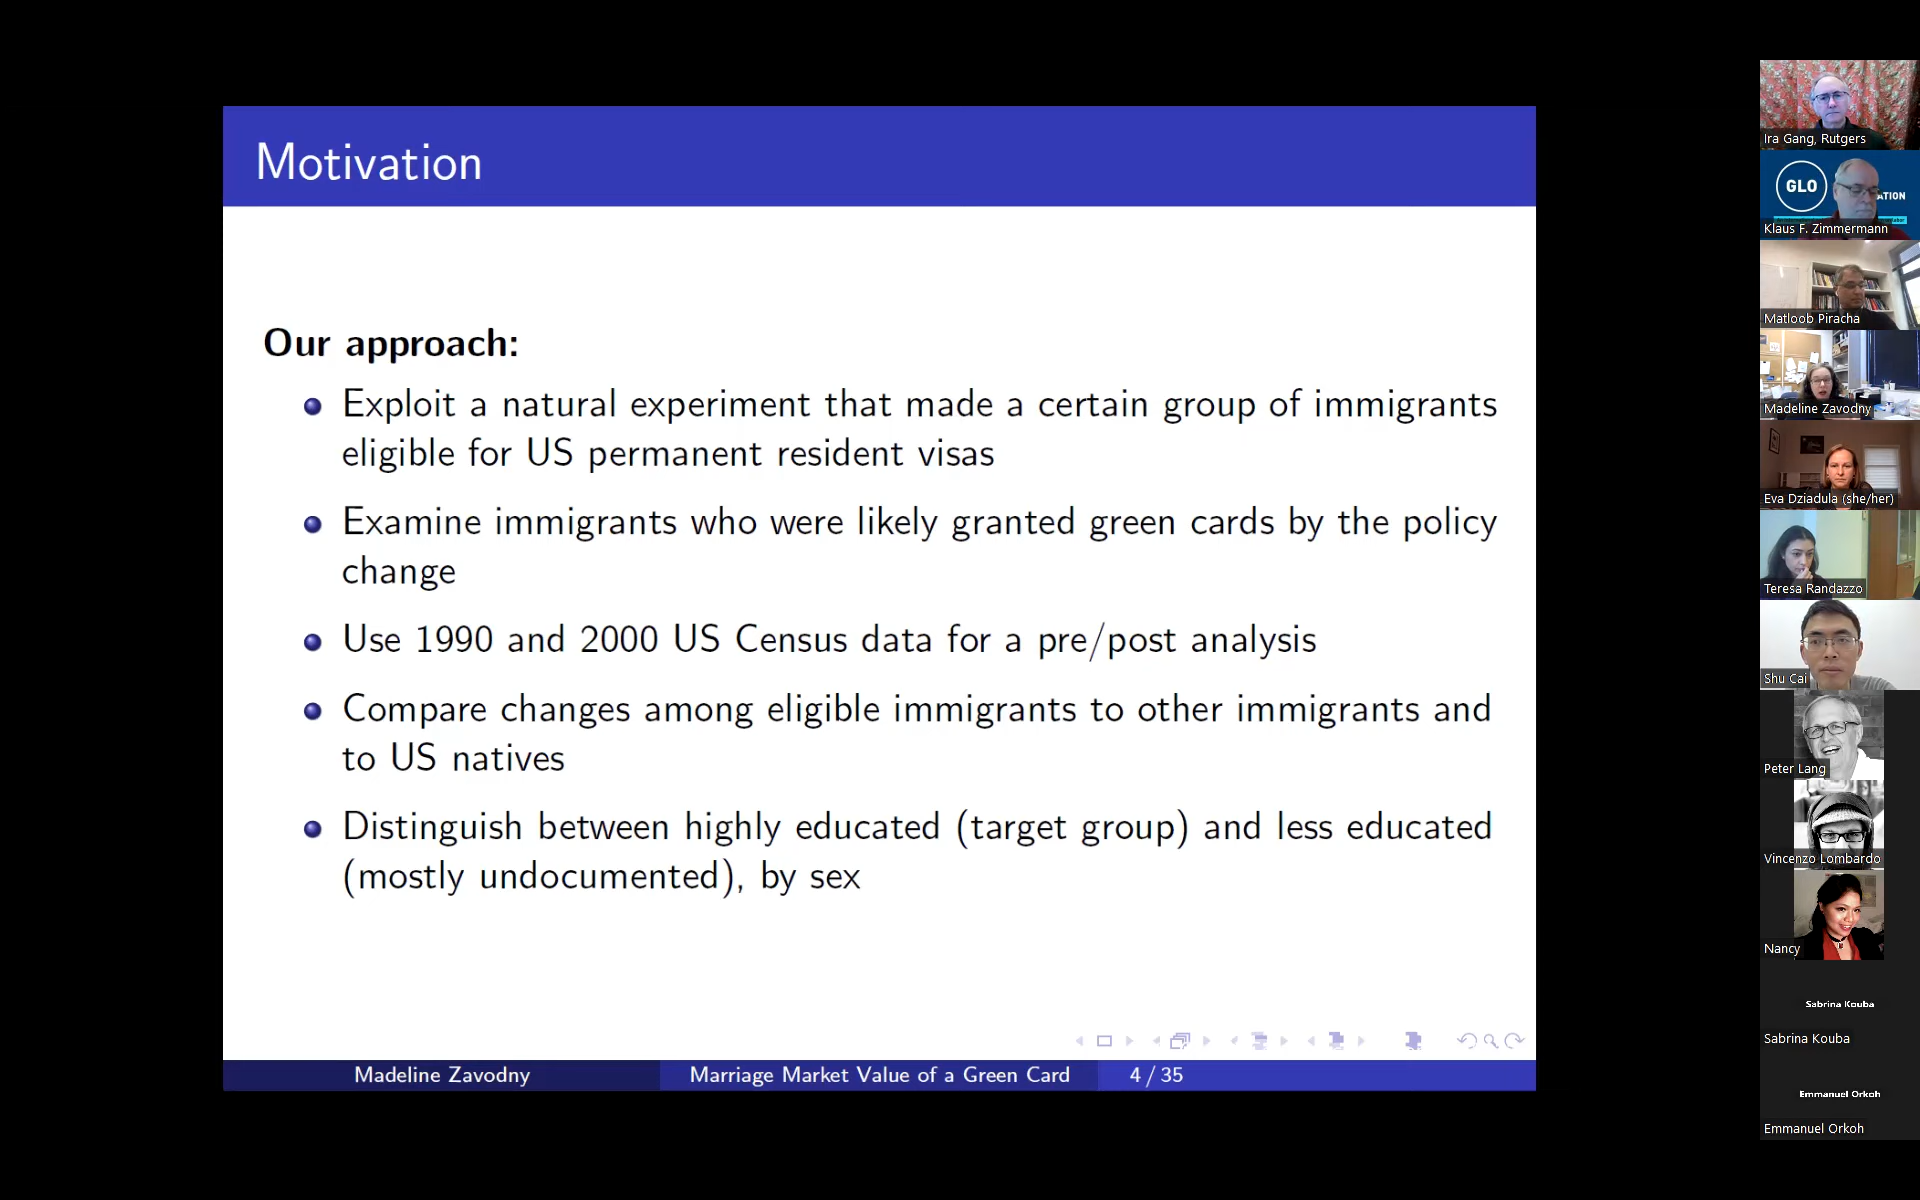 Motivation
Our approach:
Exploit a natural experiment that made a certain group of immigrants
eligible for US permanent resident visas
Examine immigrants who were likely granted green cards by the policy
change
Use 1990 and 2000 US Census data for a pre/post analysis
Compare changes among eligible immigrants to other immigrants and
to US natives
Distinguish between highly educated (target group) and less educated
(mostly undocumented), by sex
Madeline Zavodny
Marriage Market Value of a Green Card
4 / 35
Ira Gang, Rutgers
GLO
ATION
Klaus F. Zimmermann
Matloob Piracha
Madeline Zavodny
Eva Dziadula (she/her)
Teresa Randazzo
Shu Cai
Peter Lang
Vincenzo Lombardo
Nancy
Sabrina Kouba
Sabrina Kouba
Emmanuel Orkoh
Emmanuel Orkoh